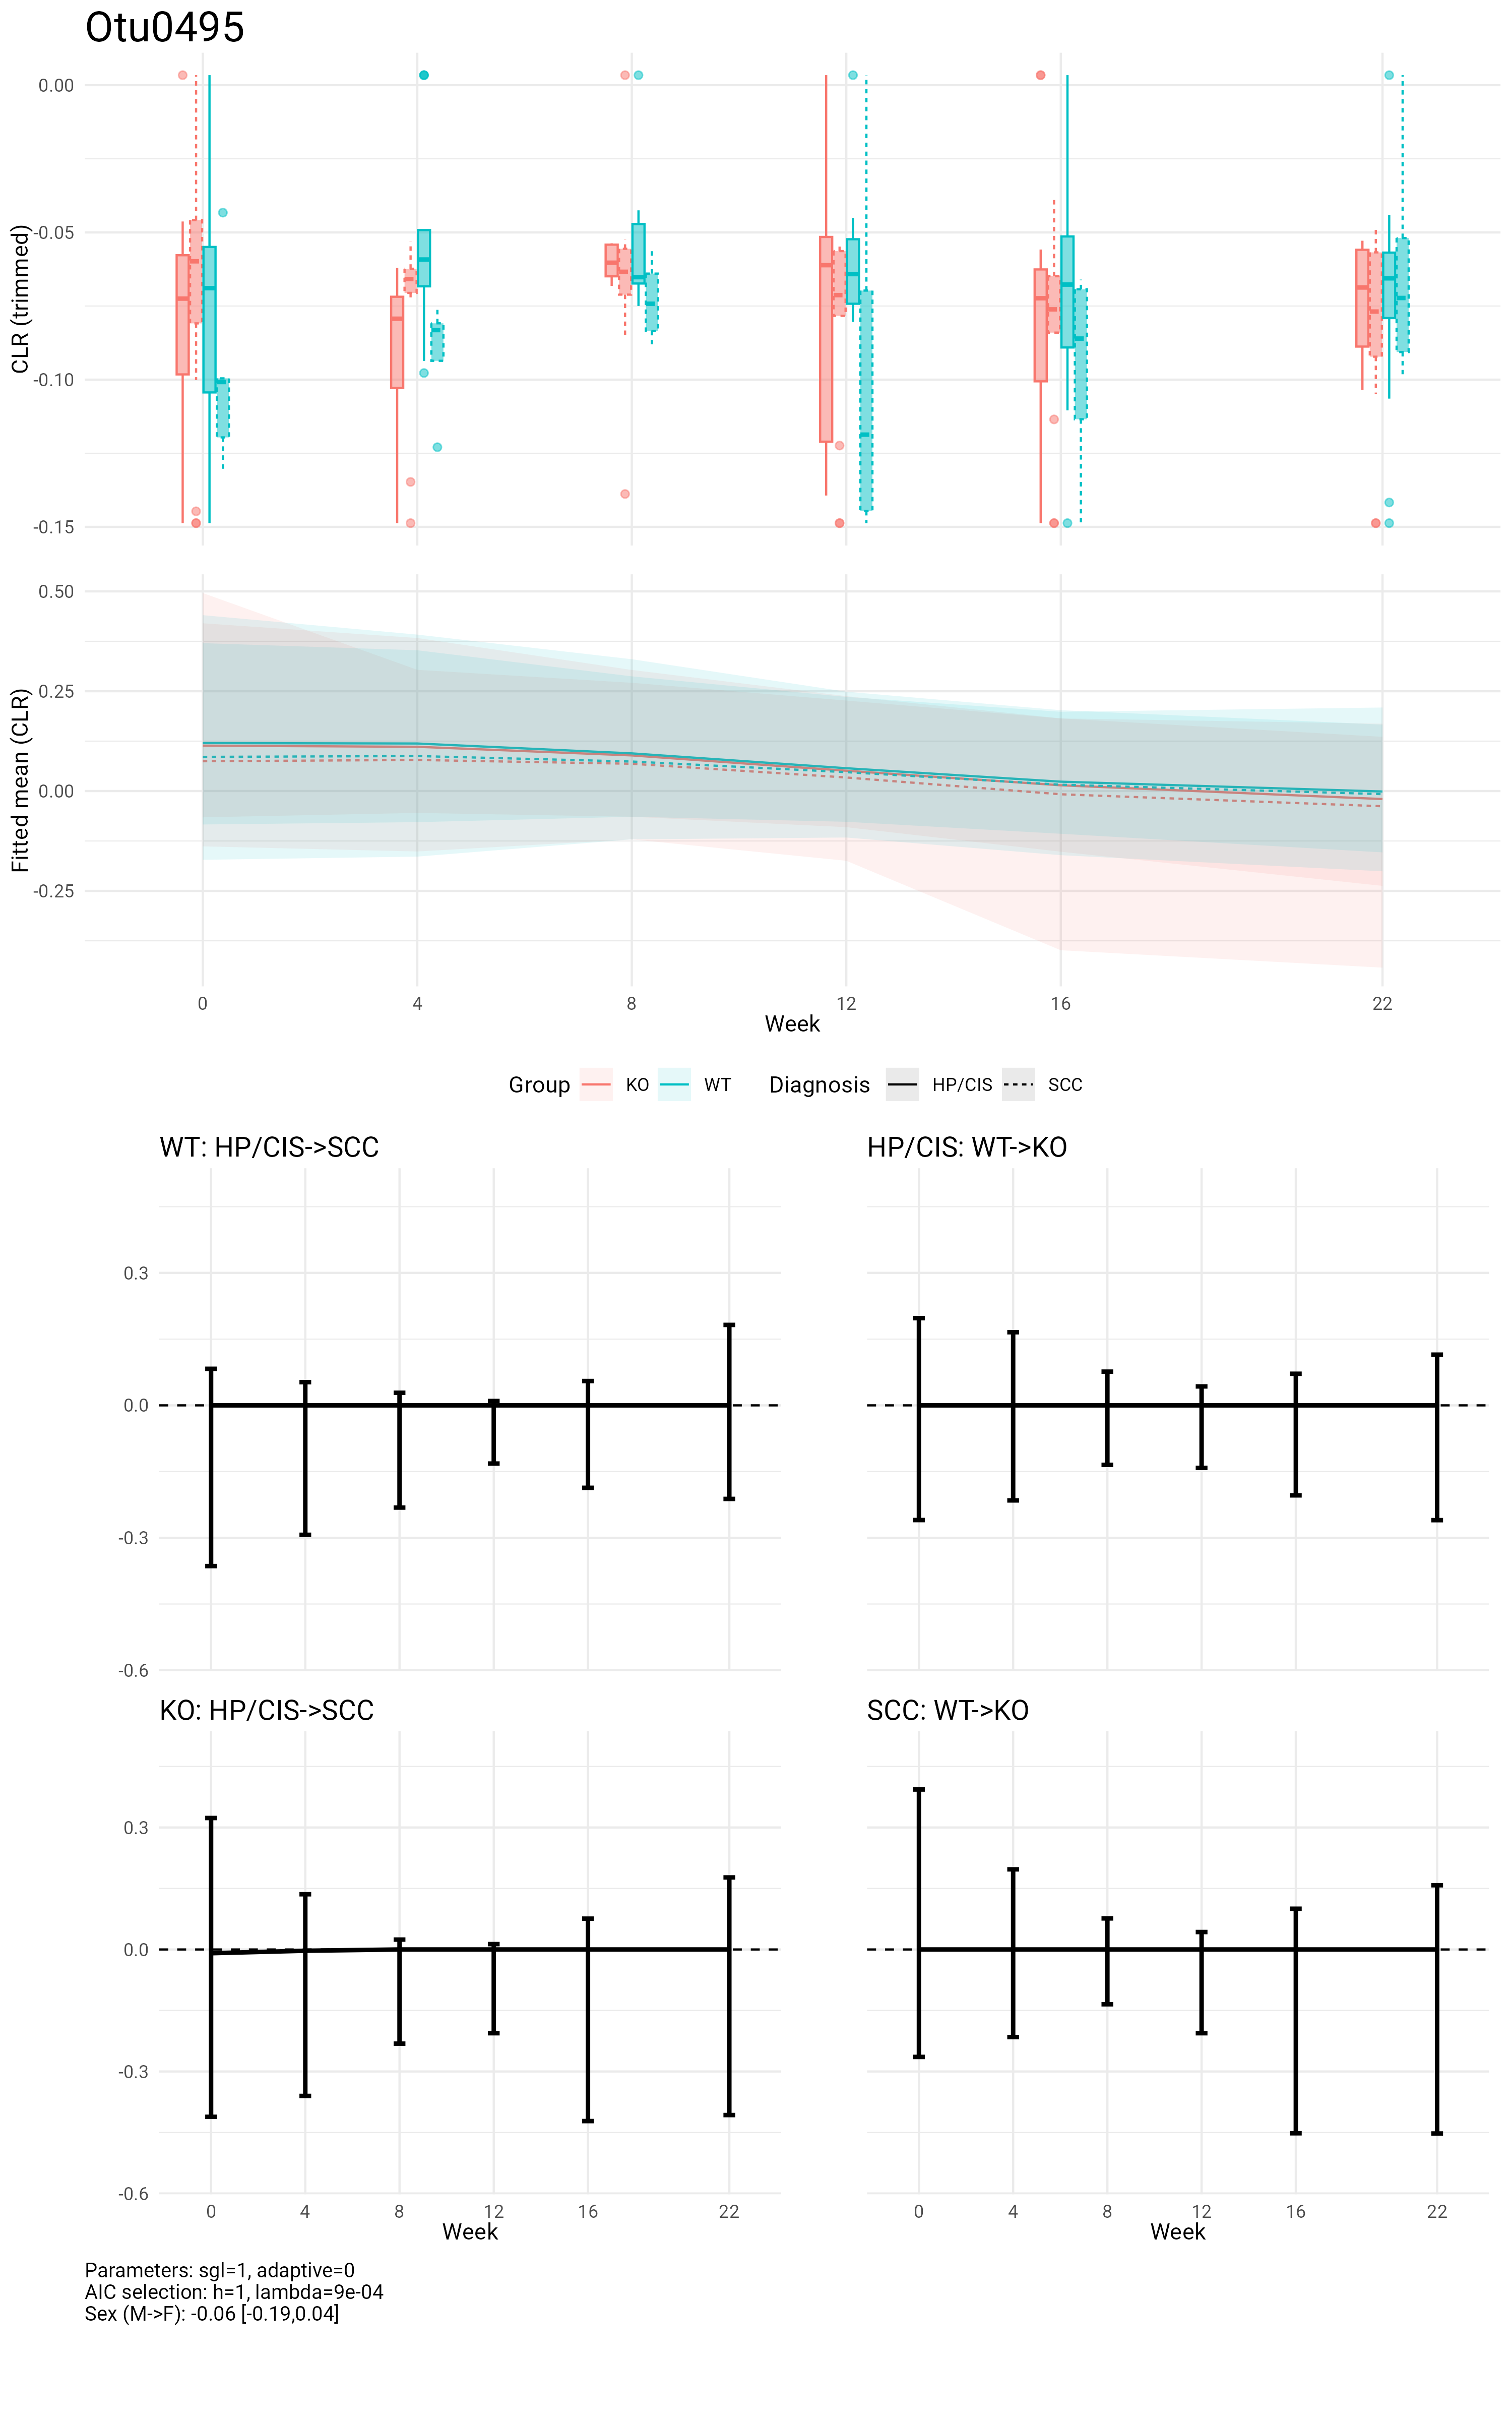 Otu0495
CLR (trimmed)
0.00
-0.05
-0.10
-0.15
Fitted mean (CLR)
0.50
0.25
0.00
-0.25
0 4 8 12 16 22
Week
Group KO WT Diagnosis HP/CIS SCC
WT: HP/CIS->SCC
0.3
0.0
-0.3
-0.6
HP/CIS: WT->KO
KO: HP/CIS->SCC
0.3
0.0
-0.3
-0.6
0 4 8 12 16 22
Week
SCC: WT->KO
0 4 8 12 16 22
Week
Parameters: sgl=1, adaptive=0
AIC selection: h=1, lambda=9e-04
Sex (M->F): -0.06 [-0.19,0.04]